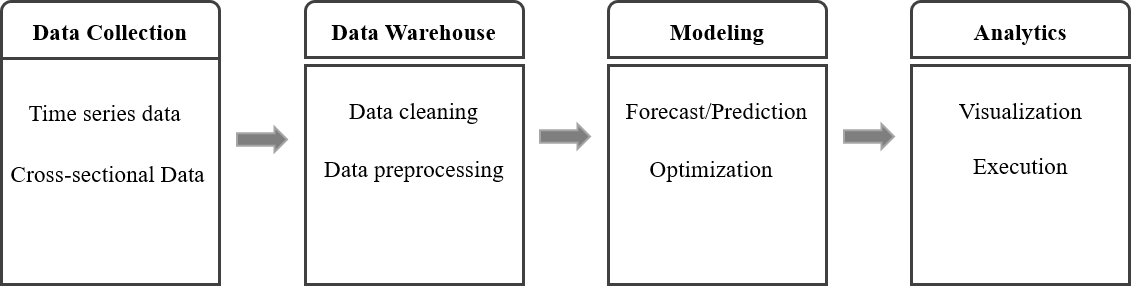 Data Collection
Time series data
Cross-sectional Data
Data Warehouse
Data cleaning
Data preprocessing
Modeling
Forecast/Prediction
Optimization
Analytics
Visualization
Execution